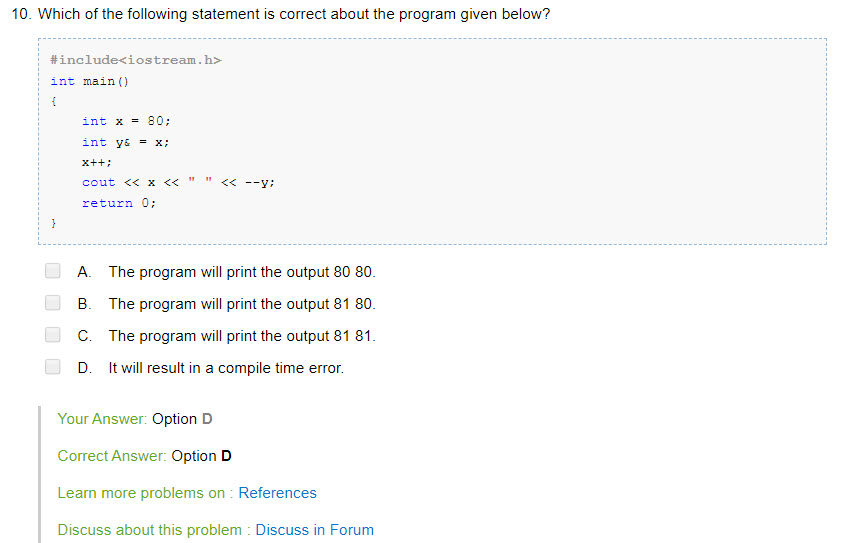 10. Which of the following statement is correct about the program given below?
#include<iostream.h>
int main()
{
    int x = 80;
    int y& = x;
    x++;
    cout << x << " " << --y;
    return 0;
}
A. The program will print the output 80 80.
B. The program will print the output 81 80.
C. The program will print the output 81 81.
D. It will result in a compile time error.
Your Answer: Option D
Correct Answer: Option D
Learn more problems on : References
Discuss about this problem : Discuss in Forum